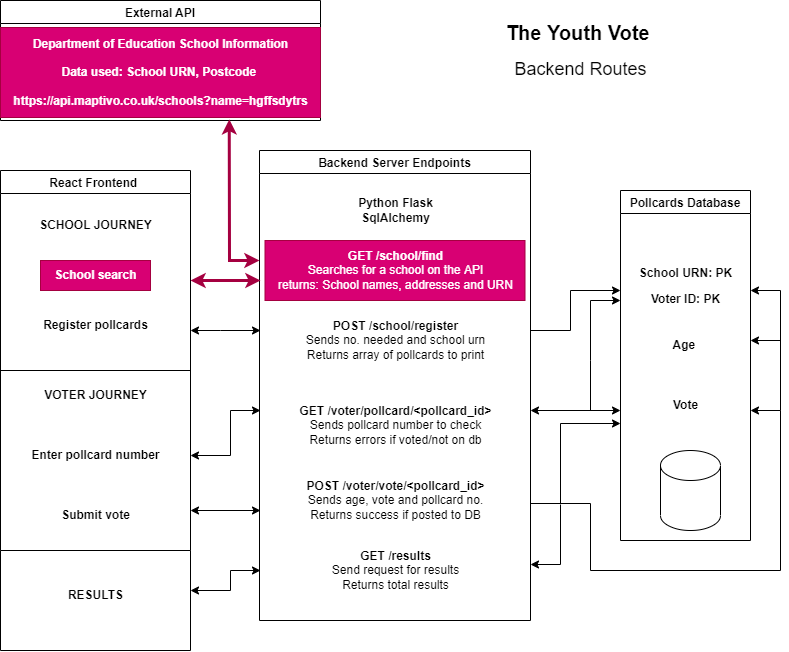 External API
Department of Education School Information
Data used: School URN, Postcode
https://api.maptivo.co.uk/schools?name=hgffsdytrs
The Youth Vote
Backend Routes
React Frontend
SCHOOL JOURNEY
School search
Register pollcards
VOTER JOURNEY
Enter pollcard number
Submit vote
RESULTS
Backend Server Endpoints
Python Flask
SqlAlchemy
GET /school/find
Searches for a school on the API
returns: School names, addresses and URN
POST /school/register
Sends no. needed and school urn
Returns array of pollcards to print
GET /voter/pollcard/<pollcard_id>
Sends pollcard number to check
Returns errors if voted/not on db
POST /voter/vote/<pollcard_id>
Sends age, vote and pollcard no.
Returns success if posted to DB
GET /results
Send request for results
Returns total results
Pollcards Database
School URN: PK
Voter ID: PK
Age
Vote